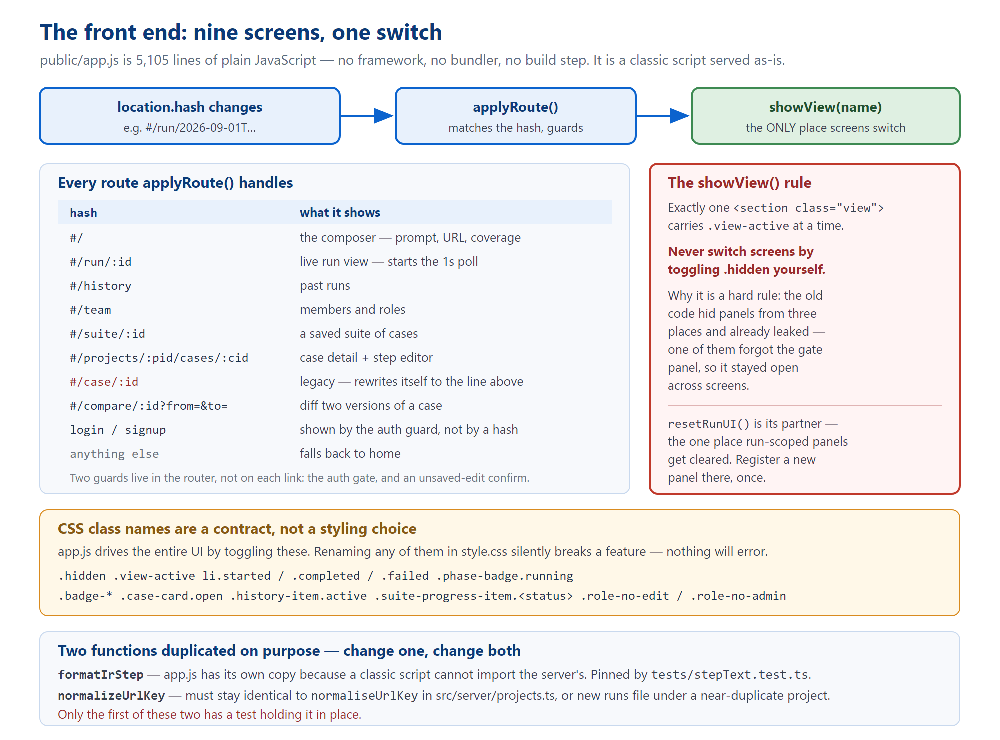 The front end: nine screens, one switch
public/app.js is 5,105 lines of plain JavaScript — no framework, no bundler, no build step. It is a classic script served as-is.
location.hash changes
e.g. #/run/2026-09-01T...
applyRoute()
matches the hash, guards
showView(name)
the ONLY place screens switch
Every route applyRoute() handles
hash what it shows
#/ the composer — prompt, URL, coverage
#/run/:id live run view — starts the 1s poll
#/history past runs
#/team members and roles
#/suite/:id a saved suite of cases
#/projects/:pid/cases/:cid case detail + step editor
#/case/:id legacy — rewrites itself to the line above
#/compare/:id?from=&to= diff two versions of a case
login / signup shown by the auth guard, not by a hash
anything else falls back to home
Two guards live in the router, not on each link: the auth gate, and an unsaved-edit confirm.
The showView() rule
Exactly one <section class="view">
carries .view-active at a time.
Never switch screens by
toggling .hidden yourself.
Why it is a hard rule: the old
code hid panels from three
places and already leaked —
one of them forgot the gate
panel, so it stayed open
across screens.
resetRunUI() is its partner —
the one place run-scoped panels
get cleared. Register a new
panel there, once.
CSS class names are a contract, not a styling choice
app.js drives the entire UI by toggling these. Renaming any of them in style.css silently breaks a feature — nothing will error.
.hidden .view-active li.started / .completed / .failed .phase-badge.running
.badge-* .case-card.open .history-item.active .suite-progress-item.<status> .role-no-edit / .role-no-admin
Two functions duplicated on purpose — change one, change both
formatIrStep — app.js has its own copy because a classic script cannot import the server's. Pinned by tests/stepText.test.ts.
normalizeUrlKey — must stay identical to normaliseUrlKey in src/server/projects.ts, or new runs file under a near-duplicate project.
Only the first of these two has a test holding it in place.